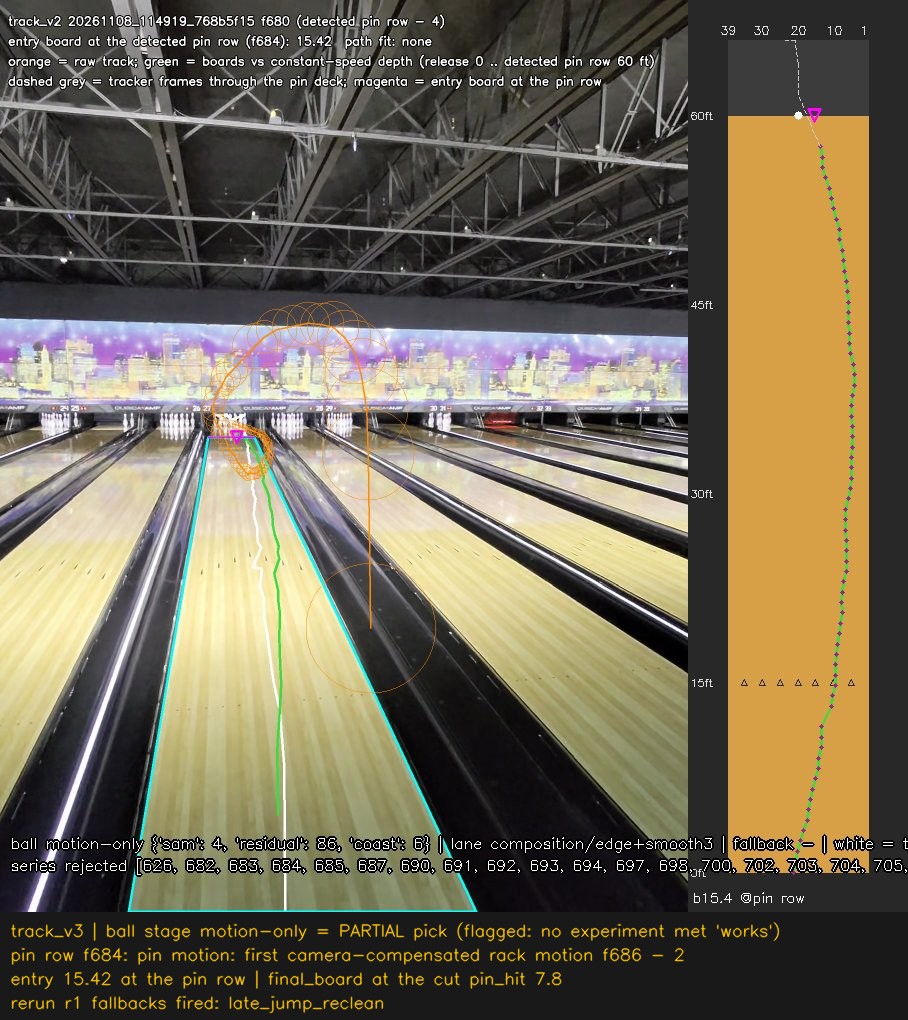 track_v2 20261108_114919_768b5f15 f680 (detected pin row - 4)
entry board at the detected pin row (f684): 15.42 path fit: none
orange = raw track; green = boards vs constant-speed depth (release 0 .. detected pin row 60 ft)
dashed grey = tracker frames through the pin deck; magenta = entry board at the pin row
39 30 20 10 1
60ft
45ft
30ft
15ft
ball motion-only {'sam': 4, 'residual': 86, 'coast': 6} | lane composition/edge+smooth3 | fallback - | white = t
series rejected [626, 682, 683, 684, 685, 687, 690, 691, 692, 693, 694, 697, 698, 700, 702, 703, 704, 705,
b15.4 @pin row
track_v3 | ball stage motion-only = PARTIAL pick (flagged: no experiment met 'works')
pin row f684: pin motion: first camera-compensated rack motion f686 - 2
entry 15.42 at the pin row | final_board at the cut pin_hit 7.8
rerun r1 fallbacks fired: late_jump_reclean